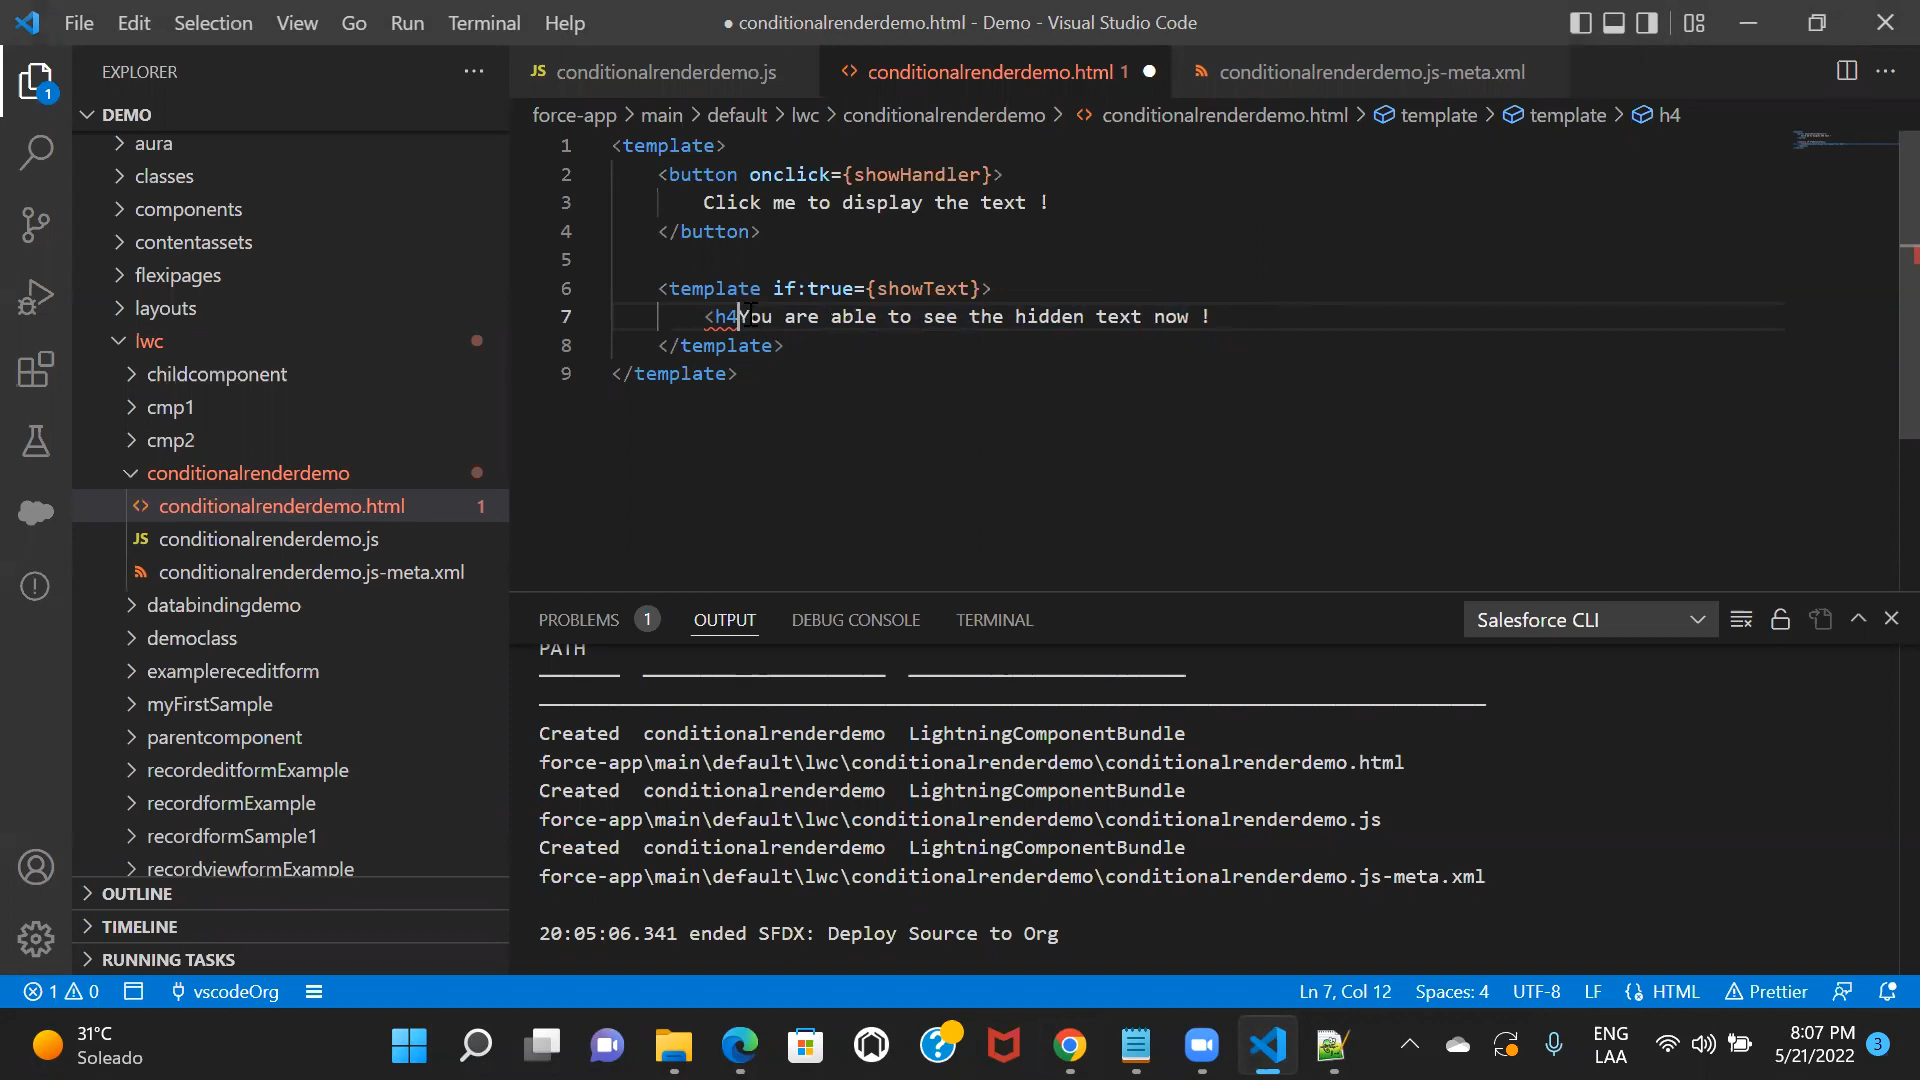 File Edit Selection View Go Run Terminal Help
● conditionalrenderdemo.html - Demo - Visual Studio Code
EXPLORER
DEMO
aura
classes
components
contentassets
flexipages
layouts
lwc
childcomponent
cmp1
cmp2
conditionalrenderdemo
conditionalrenderdemo.html 1
conditionalrenderdemo.js
conditionalrenderdemo.js-meta.xml
databindingdemo
democlass
examplereceditform
myFirstSample
parentcomponent
recordeditformExample
recordformExample
recordformSample1
recordviewformExample
OUTLINE
TIMELINE
RUNNING TASKS
1
JS conditionalrenderdemo.js
conditionalrenderdemo.html 1
conditionalrenderdemo.js-meta.xml
force-app > main > default > lwc > conditionalrenderdemo > conditionalrenderdemo.html > template > template > h4
1 <template>
2 <button onclick={showHandler}>
3 Click me to display the text !
4 </button>
5
6 <template if:true={showText}>
7 <h4You are able to see the hidden text now !
8 </template>
9 </template>
PROBLEMS 1 OUTPUT DEBUG CONSOLE TERMINAL
Salesforce CLI
PATH
Created conditionalrenderdemo LightningComponentBundle
force-app\main\default\lwc\conditionalrenderdemo\conditionalrenderdemo.html
Created conditionalrenderdemo LightningComponentBundle
force-app\main\default\lwc\conditionalrenderdemo\conditionalrenderdemo.js
Created conditionalrenderdemo LightningComponentBundle
force-app\main\default\lwc\conditionalrenderdemo\conditionalrenderdemo.js-meta.xml
20:05:06.341 ended SFDX: Deploy Source to Org
1 0 vscodeOrg
Ln 7, Col 12 Spaces: 4 UTF-8 LF HTML Prettier
31°C
Soleado
ENG
LAA
8:07 PM
5/21/2022
3